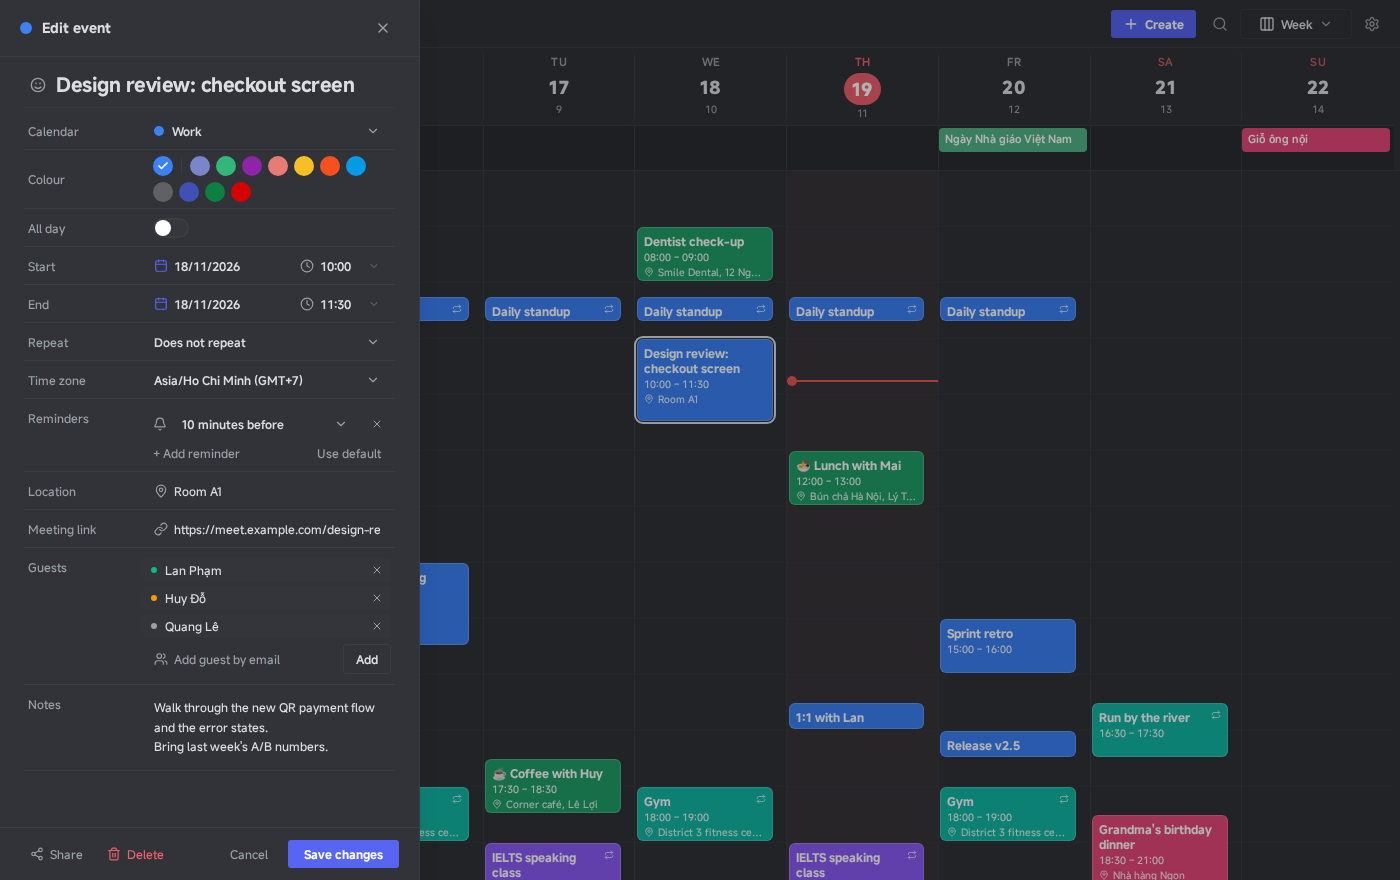 Edit event
Design review: checkout screen
Calendar
Work
Colour
All day
Start
18/11/2026
10:00
End
18/11/2026
11:30
Repeat
Does not repeat
Time zone
Asia/Ho Chi Minh (GMT+7)
Reminders
10 minutes before
+ Add reminder
Use default
Location
Room A1
Meeting link
https://meet.example.com/design-re
Guests
Lan Phạm
Huy Đỗ
Quang Lê
Add guest by email
Add
Notes
Walk through the new QR payment flow
and the error states.
Bring last week's A/B numbers.
Share
Delete
Cancel
Save changes
Create
Week
TU
17
9
WE
18
10
TH
19
11
FR
20
12
SA
21
13
SU
22
14
Ngày Nhà giáo Việt Nam
Giỗ ông nội
g
ess ce…
Daily standup
☕ Coffee with Huy
17:30 – 18:30
Corner café, Lê Lợi
IELTS speaking
class
Dentist check-up
08:00 – 09:00
Smile Dental, 12 Ng…
Daily standup
Design review:
checkout screen
10:00 – 11:30
Room A1
Gym
18:00 – 19:00
District 3 fitness ce…
Daily standup
🍜 Lunch with Mai
12:00 – 13:00
Bún chả Hà Nội, Lý T…
1:1 with Lan
IELTS speaking
class
Daily standup
Sprint retro
15:00 – 16:00
Release v2.5
Gym
18:00 – 19:00
District 3 fitness ce…
Run by the river
16:30 – 17:30
Grandma's birthday
dinner
18:30 – 21:00
Nhà hàng Ngon